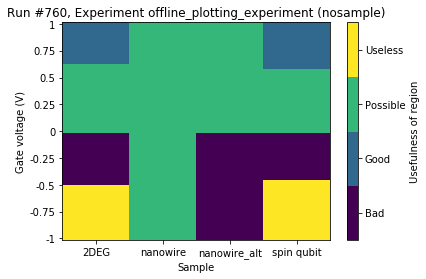 Run #760, Experiment offline_plotting_experiment (nosample)
1
0.75
0.5
0.25
0
-0.25
-0.5
-0.75
-1
Gate voltage (V)
2DEG nanowire nanowire_alt spin qubit
Sample
Useless
Possible
Good
Bad
Usefulness of region